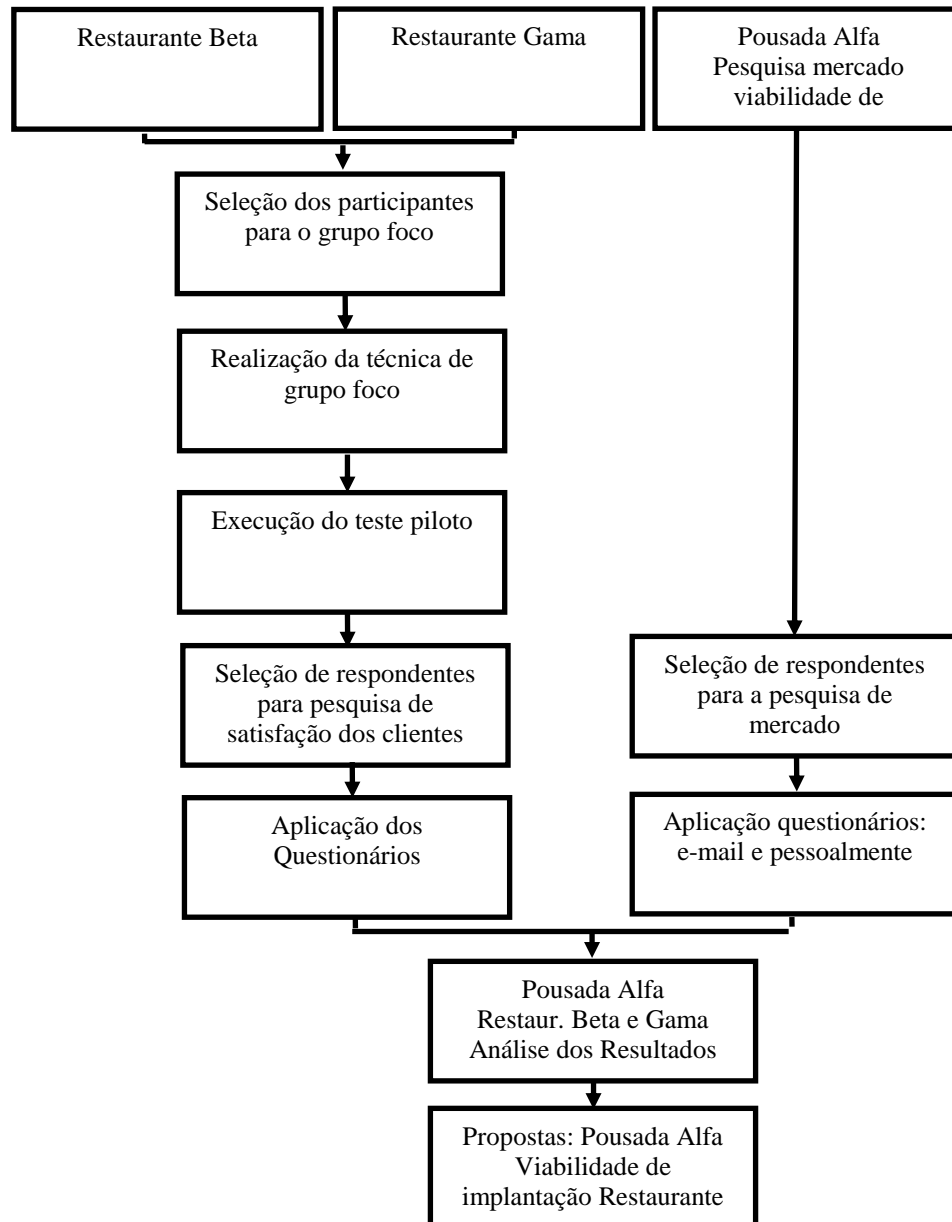 Restaurante Beta
Restaurante Gama
Pousada Alfa
Pesquisa mercado
viabilidade de
Seleção dos participantes
para o grupo foco
Realização da técnica de
grupo foco
Execução do teste piloto
Seleção de respondentes
para pesquisa de
satisfação dos clientes
Seleção de respondentes
para a pesquisa de
mercado
Aplicação dos
Questionários
Aplicação questionários:
e-mail e pessoalmente
Pousada Alfa
Restaur. Beta e Gama
Análise dos Resultados
Propostas: Pousada Alfa
Viabilidade de
implantação Restaurante